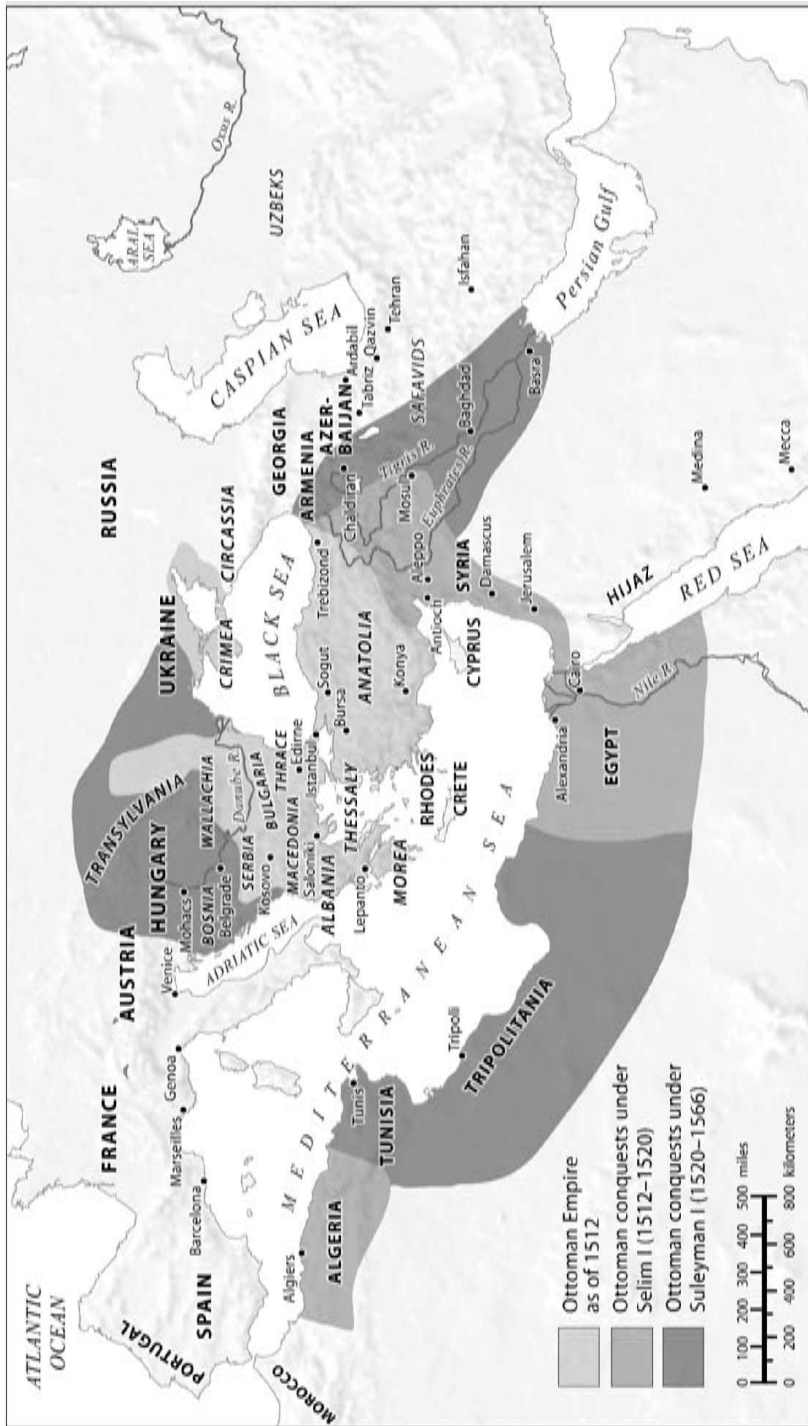 ATLANTIC
OCEAN
PORTUGAL
SPAIN
MOROCCO
FRANCE
Barcelona
Marseilles
Genoa
AUSTRIA
Venice
HUNGARY
Mohacs
TRANSYLVANIA
BOSNIA
Belgrade
WALLACHIA
Danube R.
SERBIA
Kosovo
BULGARIA
ADRIATIC SEA
MACEDONIA
THRACE
Edirne
Istanbul
Saloniki
ALBANIA
THESSALY
Lepanto
MOREA
RUSSIA
UKRAINE
CRIMEA
CIRCASSIA
BLACK SEA
GEORGIA
ARMENIA
AZER-
BAIJAN
CASPIAN SEA
ARAL
SEA
Oxus R.
UZBEKS
Sogut
Bursa
ANATOLIA
Konya
Trebizond
Chaldiran
Tabriz
Ardabil
Qazvin
Tehran
Isfahan
SAFAVIDS
Tigris R.
Mosul
Euphrates R.
Baghdad
Basra
Persian Gulf
Aleppo
Antioch
SYRIA
Damascus
Jerusalem
CYPRUS
RHODES
CRETE
MEDITERRANEAN SEA
Algiers
ALGERIA
Tunis
TUNISIA
Tripoli
TRIPOLITANIA
Alexandria
Cairo
EGYPT
Nile R.
HIJAZ
RED SEA
Medina
Mecca
Ottoman Empire
as of 1512
Ottoman conquests under
Selim I (1512–1520)
Ottoman conquests under
Suleyman I (1520–1566)
0 100 200 300 400 500 miles
0 200 400 600 800 kilometers